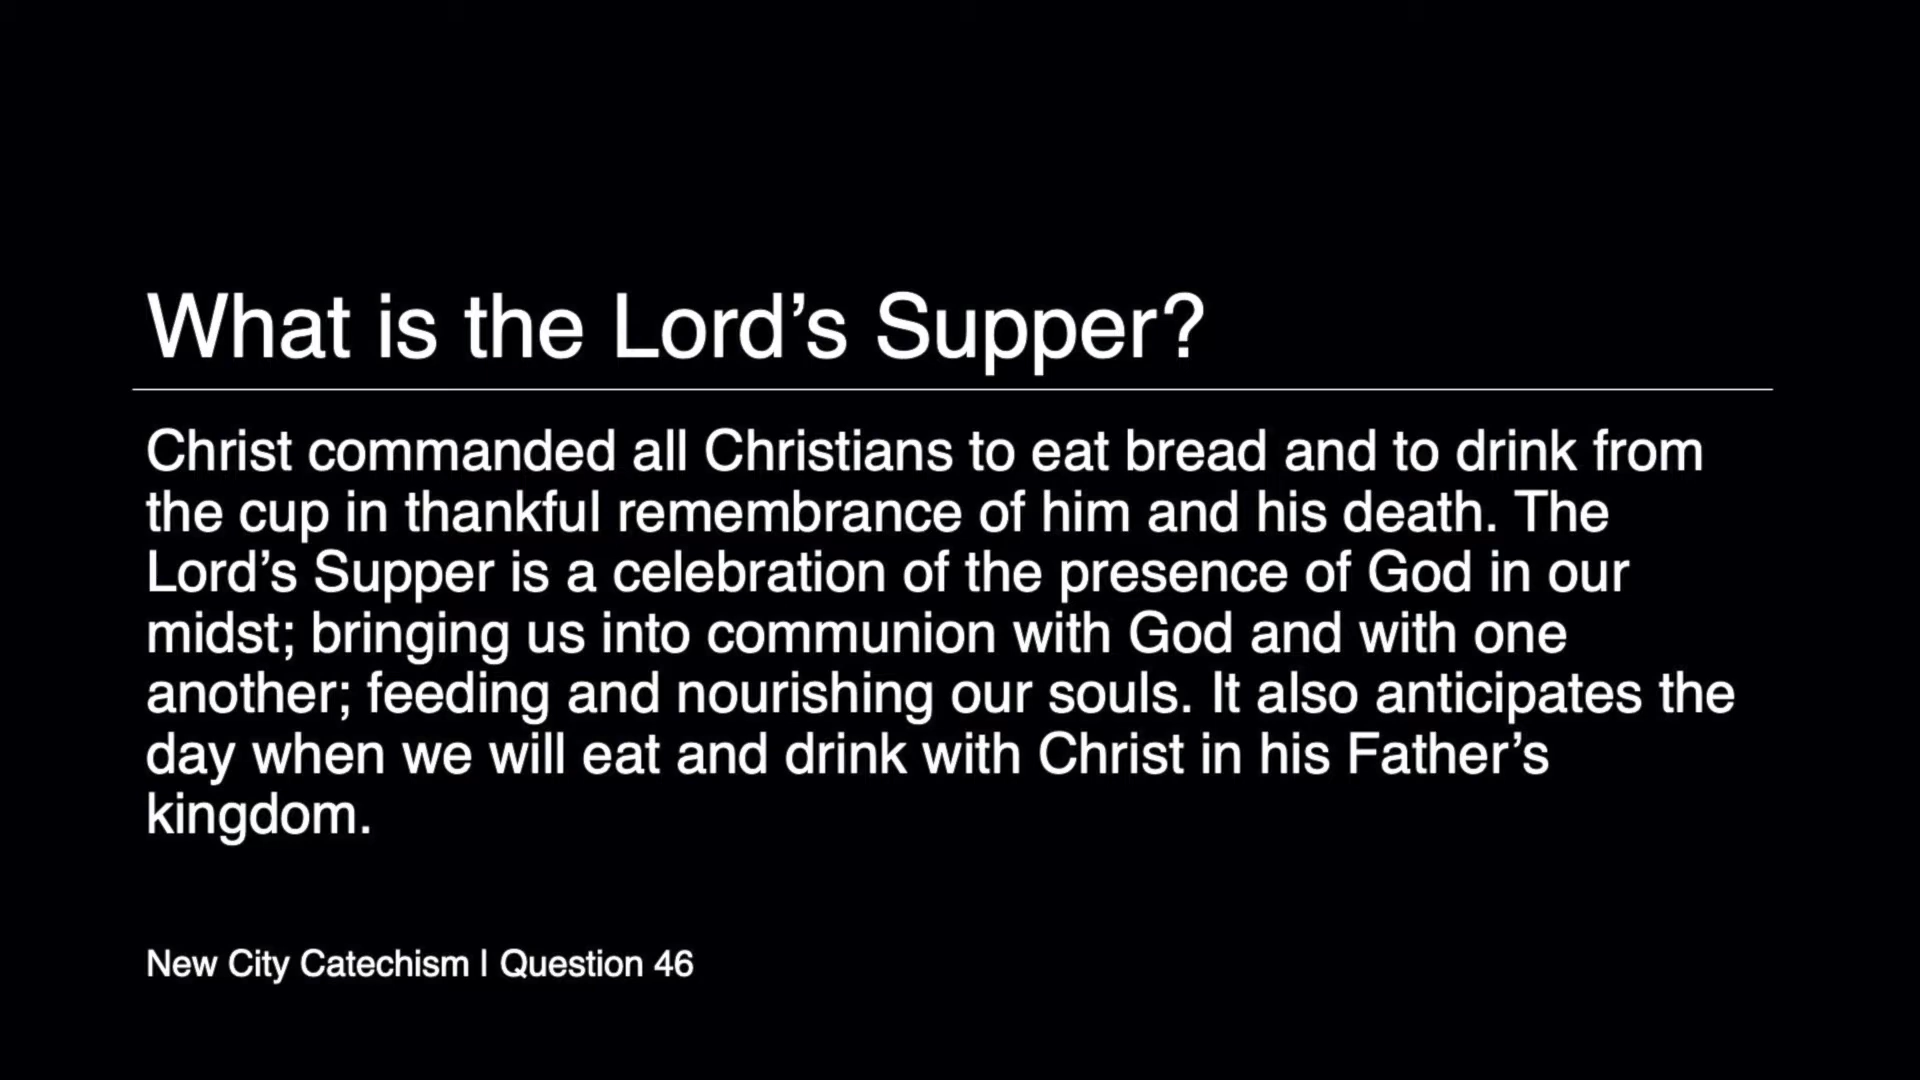 What is the Lord’s Supper?
Christ commanded all Christians to eat bread and to drink from
the cup in thankful remembrance of him and his death. The
Lord’s Supper is a celebration of the presence of God in our
midst; bringing us into communion with God and with one
another; feeding and nourishing our souls. It also anticipates the
day when we will eat and drink with Christ in his Father’s
kingdom.
New City Catechism | Question 46